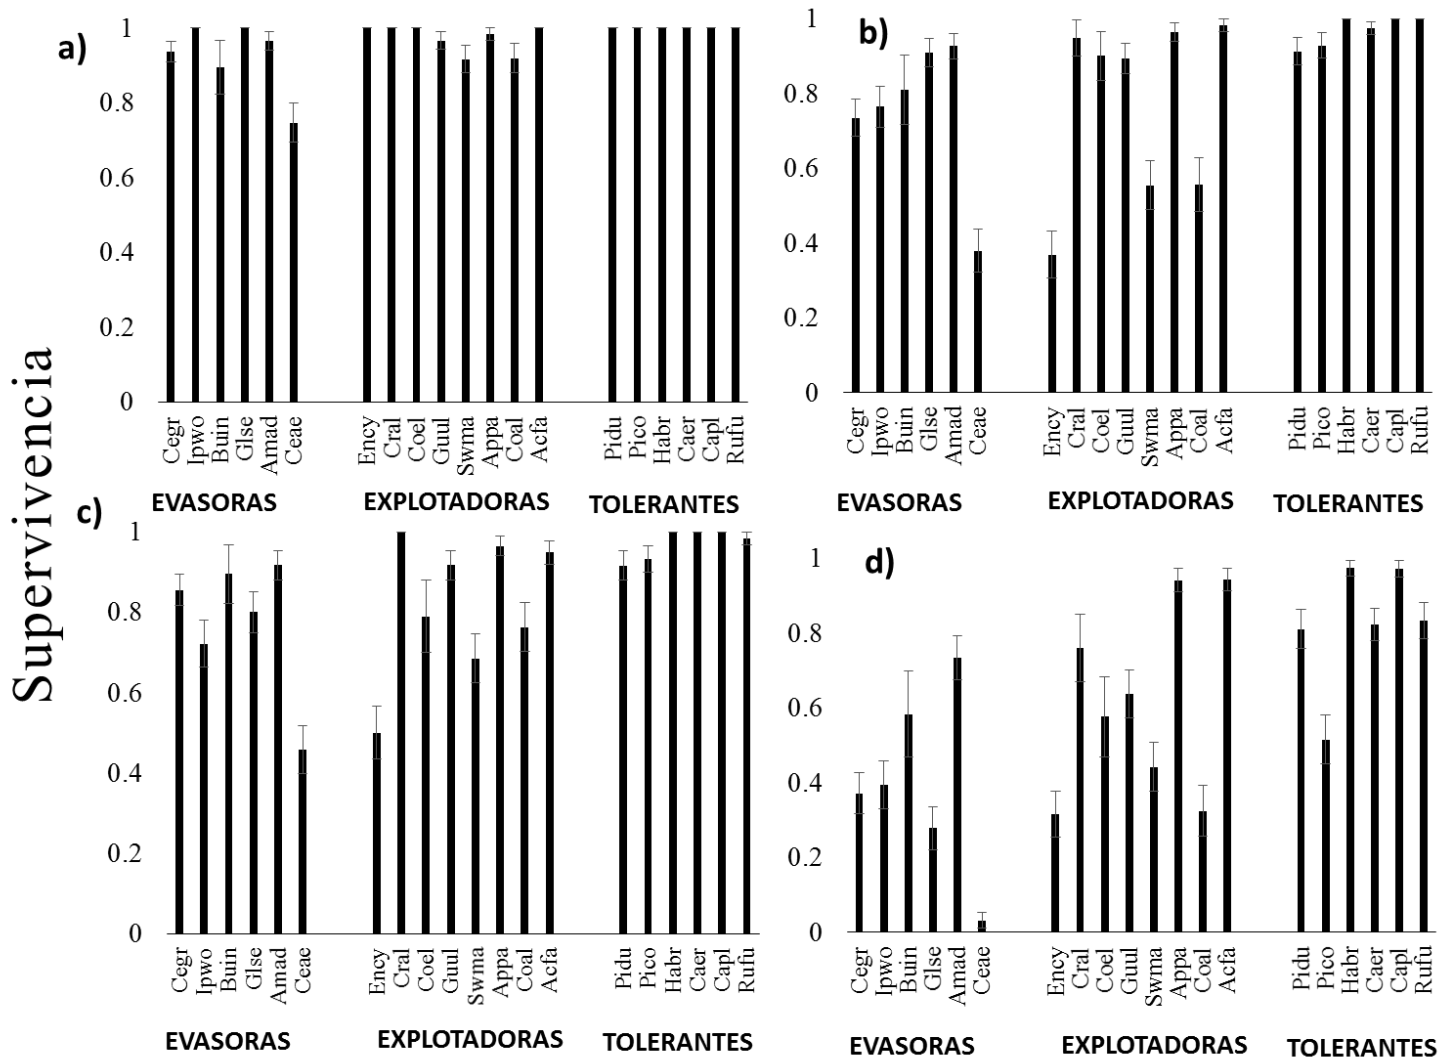 Supervivencia
a)
1
0.8
0.6
0.4
0.2
0
Cegr Ipwo Buin Glse Amad Ceae Ency Cral Coel Guul Swma Appa Coal Acfa Pidu Pico Habr Caer Capl Rufu
EVASORAS EXPLOTADORAS TOLERANTES
b)
1
0.8
0.6
0.4
0.2
0
Cegr Ipwo Buin Glse Amad Ceae Ency Cral Coel Guul Swma Appa Coal Acfa Pidu Pico Habr Caer Capl Rufu
EVASORAS EXPLOTADORAS TOLERANTES
c)
1
0.8
0.6
0.4
0.2
0
Cegr Ipwo Buin Glse Amad Ceae Ency Cral Coel Guul Swma Appa Coal Acfa Pidu Pico Habr Caer Capl Rufu
EVASORAS EXPLOTADORAS TOLERANTES
d)
1
0.8
0.6
0.4
0.2
0
Cegr Ipwo Buin Glse Amad Ceae Ency Cral Coel Guul Swma Appa Coal Acfa Pidu Pico Habr Caer Capl Rufu
EVASORAS EXPLOTADORAS TOLERANTES